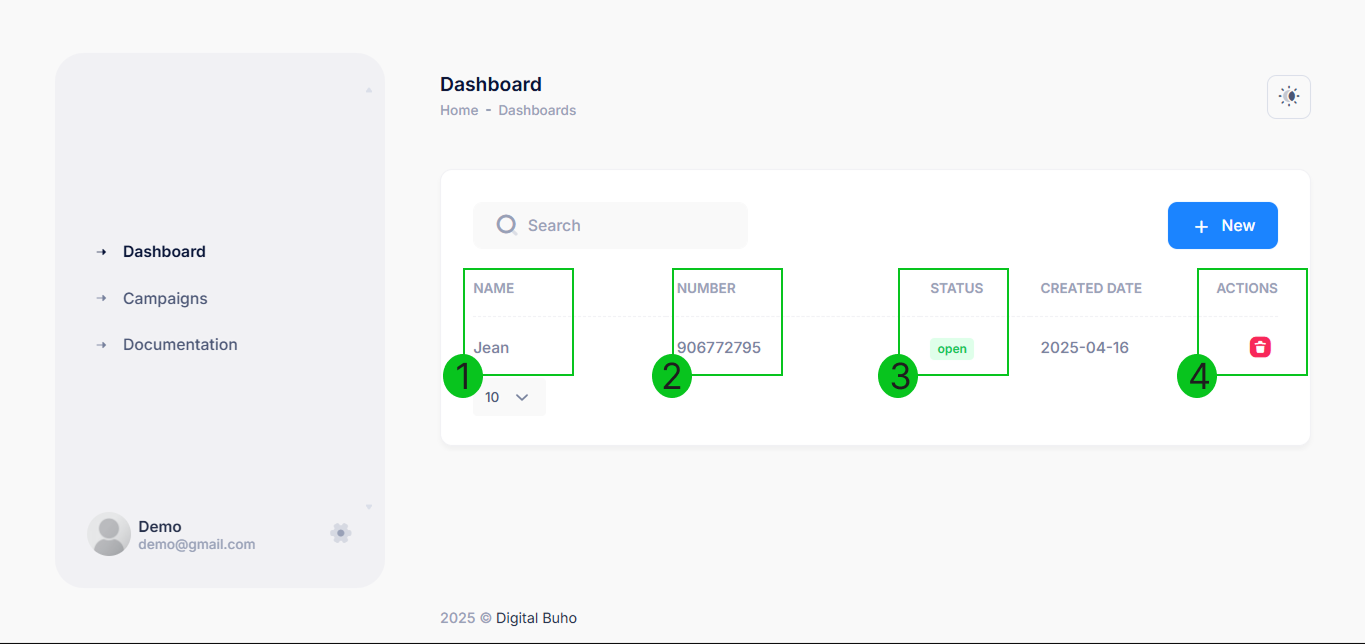 Dashboard
Home - Dashboards
Search
+ New
NAME NUMBER STATUS CREATED DATE ACTIONS
Jean 906772795 open 2025-04-16
1 2 3 4
10
Dashboard
Campaigns
Documentation
Demo
demo@gmail.com
2025 © Digital Buho